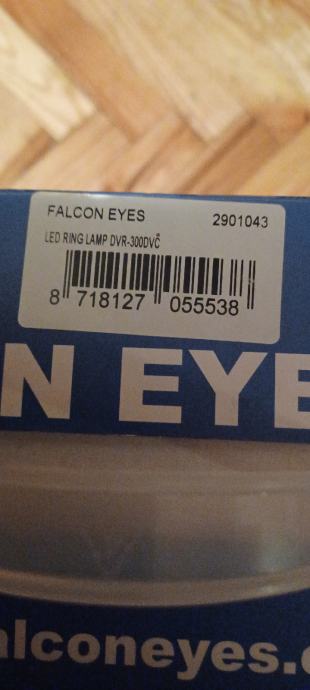 FALCON EYES 2901043
LED RING LAMP DVR-300DVC
8 718127 055538
N EYE
alconeyes.